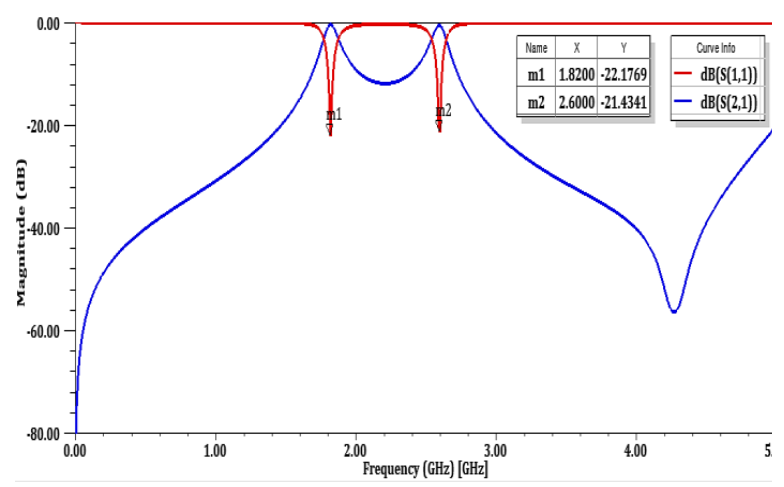 0.00
-20.00
-40.00
-60.00
-80.00
Magnitude (dB)
m1
m2
Name X Y
m1 1.8200 -22.1769
m2 2.6000 -21.4341
Curve Info
dB(S(1,1))
dB(S(2,1))
0.00 1.00 2.00 3.00 4.00 5.
Frequency (GHz) [GHz]